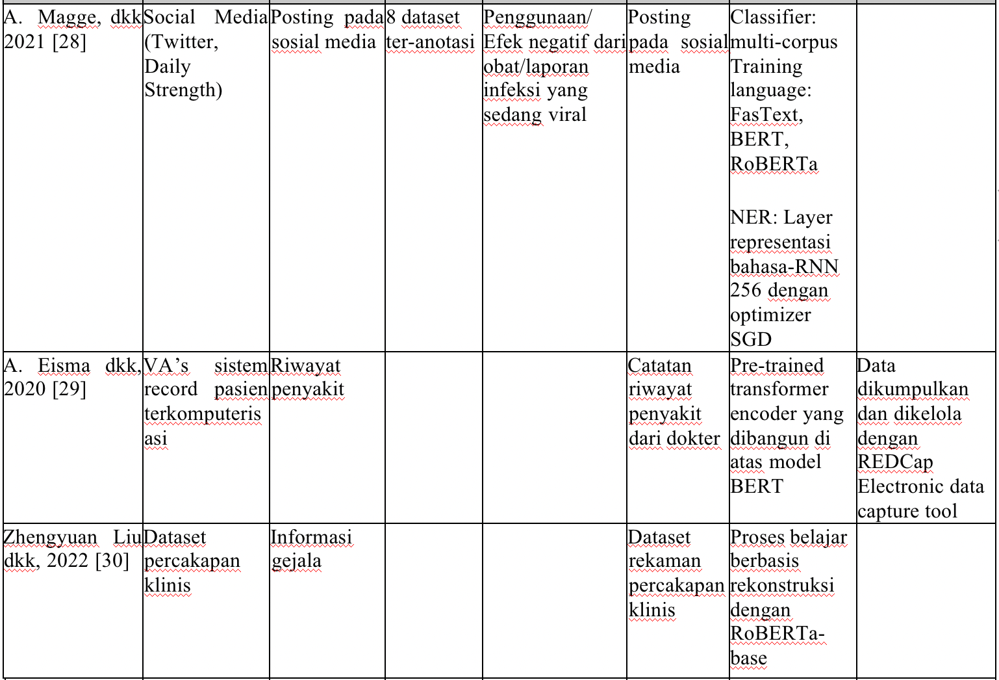 A. Magge, dkk
2021 [28]
Social Media
(Twitter,
Daily
Strength)
Posting pada
sosial media
8 dataset
ter-anotasi
Penggunaan/
Efek negatif dari
obat/laporan
infeksi yang
sedang viral
Posting
pada sosial
media
Classifier:
multi-corpus
Training
language:
FasText,
BERT,
RoBERTa
NER: Layer
representasi
bahasa-RNN
256 dengan
optimizer
SGD
A. Eisma dkk,
2020 [29]
VA’s sistem
record pasien
terkomputeris
asi
Riwayat
penyakit
Catatan
riwayat
penyakit
dari dokter
Pre-trained
transformer
encoder yang
dibangun di
atas model
BERT
Data
dikumpulkan
dan dikelola
dengan
REDCap
Electronic data
capture tool
Zhengyuan Liu
dkk, 2022 [30]
Dataset
percakapan
klinis
Informasi
gejala
Dataset
rekaman
percakapan
klinis
Proses belajar
berbasis
rekonstruksi
dengan
RoBERTa-
base